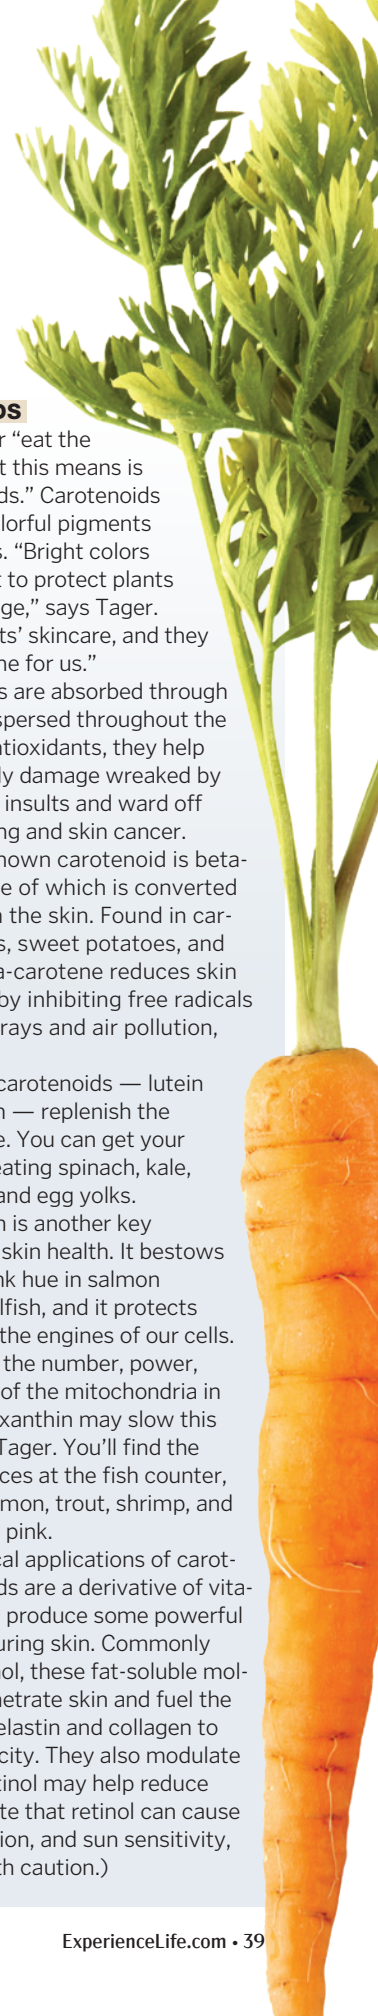 DS
r “eat the
t this means is
ds.” Carotenoids
lorful pigments
s. “Bright colors
t to protect plants
ge,” says Tager.
ts’ skincare, and they
ne for us.”
s are absorbed through
spersed throughout the
ntioxidants, they help
ly damage wreaked by
insults and ward off
ng and skin cancer.
nown carotenoid is beta-
e of which is converted
n the skin. Found in car-
s, sweet potatoes, and
a-carotene reduces skin
by inhibiting free radicals
rays and air pollution,
carotenoids — lutein
n — replenish the
e. You can get your
eating spinach, kale,
and egg yolks.
n is another key
skin health. It bestows
nk hue in salmon
lfish, and it protects
the engines of our cells.
the number, power,
of the mitochondria in
xanthin may slow this
Tager. You’ll find the
ces at the fish counter,
mon, trout, shrimp, and
pink.
cal applications of carot-
ds are a derivative of vita-
produce some powerful
uring skin. Commonly
ol, these fat-soluble mol-
netrate skin and fuel the
elastin and collagen to
city. They also modulate
tinol may help reduce
te that retinol can cause
ion, and sun sensitivity,
th caution.)
ExperienceLife.com • 39